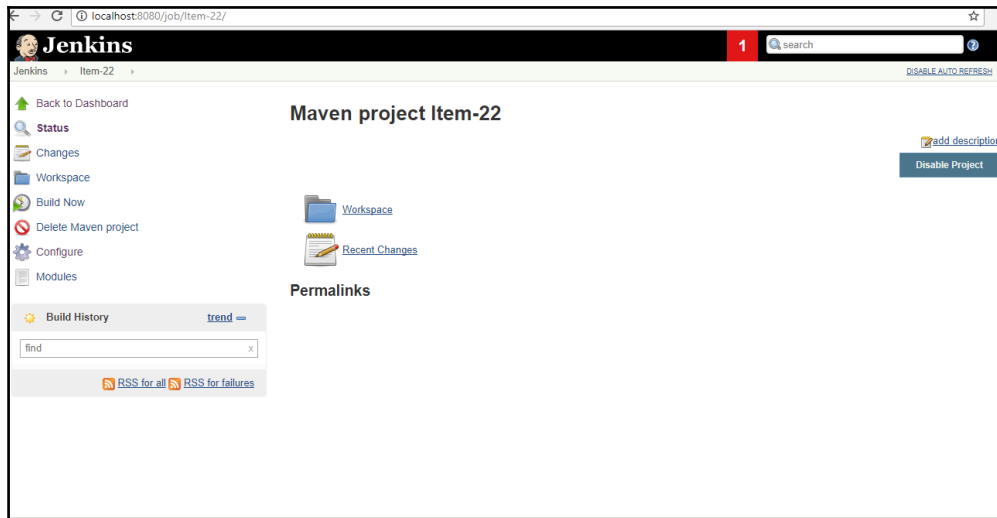 localhost:8080/job/Item-22/
Jenkins
1
search
Jenkins
Item-22
DISABLE AUTO REFRESH
Back to Dashboard
Status
Changes
Workspace
Build Now
Delete Maven project
Configure
Modules
Build History
trend
find
x
RSS for all RSS for failures
Maven project Item-22
add description
Disable Project
Workspace
Recent Changes
Permalinks